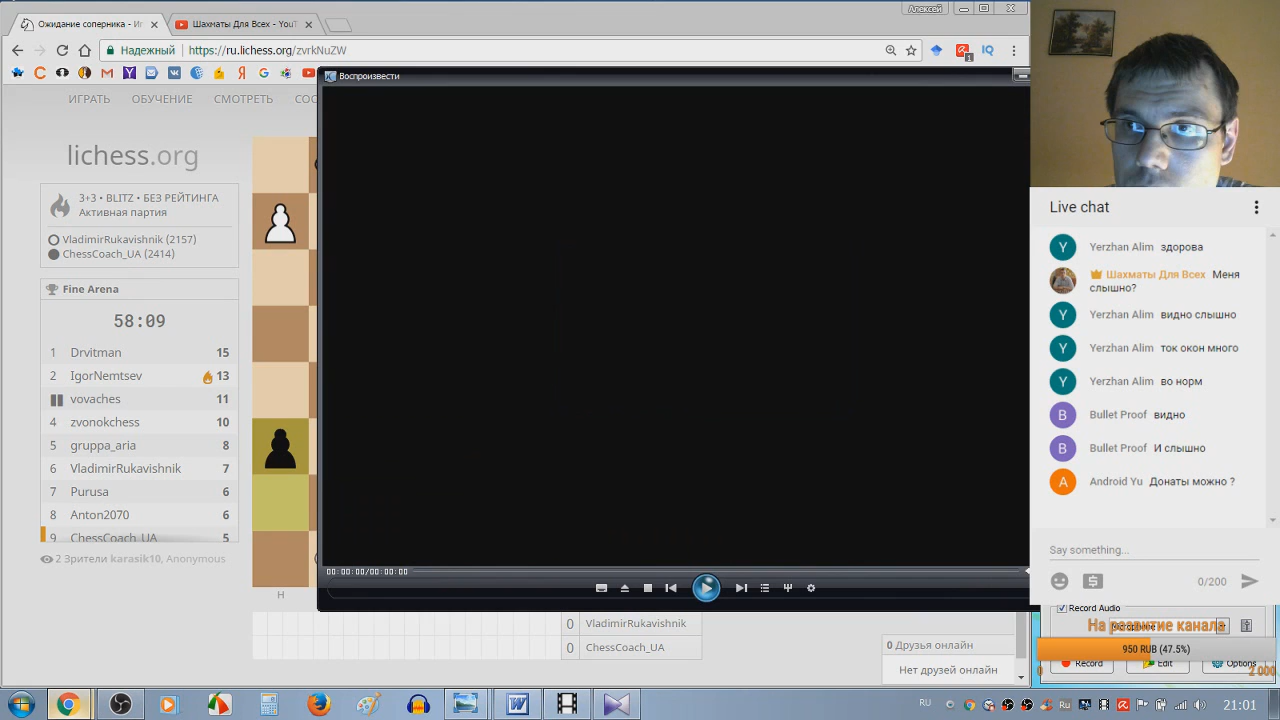 Ожидание соперника - Ин
Шахматы Для Всех - YouT
Алексей
Надежный
https://ru.lichess.org/zvrkNuZW
1
Воспроизвести
ИГРАТЬ
ОБУЧЕНИЕ
СМОТРЕТЬ
СОО
lichess.org
3+3 • BLITZ • БЕЗ РЕЙТИНГА
Активная партия
VladimirRukavishnik (2157)
ChessCoach_UA (2414)
Fine Arena
58:09
1 Drvitman 15
2 IgorNemtsev 13
vovaches 11
4 zvonokchess 10
5 gruppa_aria 8
6 VladimirRukavishnik 7
7 Purusa 6
8 Anton2070 6
9 ChessCoach_UA 5
2 Зрители karasik10, Anonymous
H
00:00:00/00:00:00
0 VladimirRukavishnik
0 ChessCoach_UA
0 Друзья онлайн
Нет друзей онлайн
Live chat
Yerzhan Alim здорова
Шахматы Для Всех Меня
слышно?
Yerzhan Alim видно слышно
Yerzhan Alim ток окон много
Yerzhan Alim во норм
Bullet Proof видно
Bullet Proof И слышно
Android Yu Донаты можно ?
Say something...
0/200
Record Audio
На развитие канала
950 RUB (47.5%)
0
2 000
Record
Edit
Options
RU
21:01